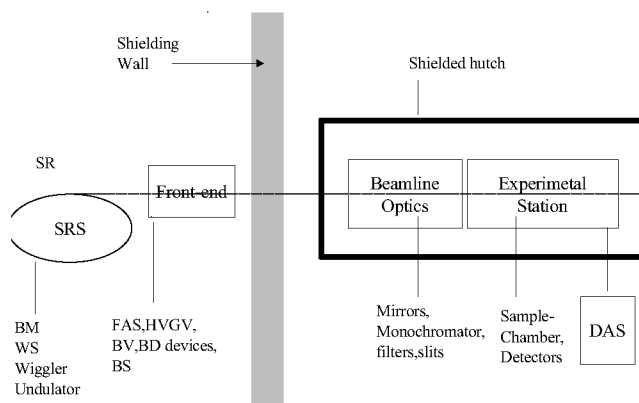 Shielding
Wall
Shielded hutch
SR
Front-end
Beamline
Optics
Experimetal
Station
SRS
BM
WS
Wiggler
Undulator
FAS,HVGV,
BV,BD devices,
BS
Mirrors,
Monochromator,
filters,slits
Sample-
Chamber,
Detectors
DAS